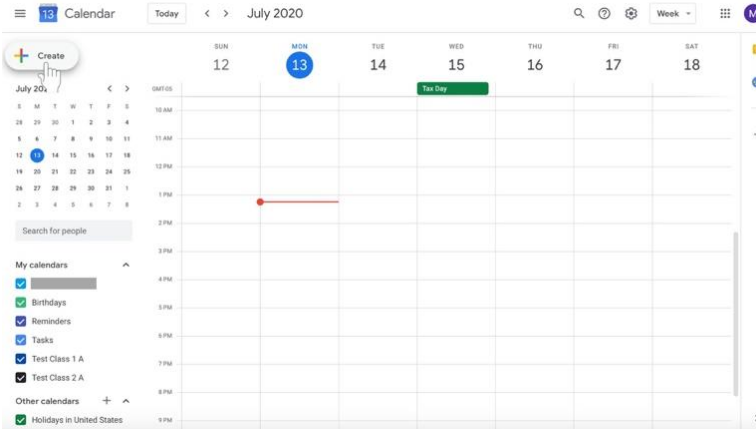 13 Calendar Today July 2020 Week M
Create
SUN MON TUE WED THU FRI SAT
12 13 14 15 16 17 18
July 202
S M T W T F S
28 29 30 1 2 3 4
5 6 7 8 9 10 11
12 13 14 15 16 17 18
19 20 21 22 23 24 25
26 27 28 29 30 31 1
2 3 4 5 6 7 8
GMT-05 Tax Day
10 AM
11 AM
12 PM
1 PM
2 PM
3 PM
4 PM
5 PM
6 PM
7 PM
8 PM
9 PM
Search for people
My calendars
Birthdays
Reminders
Tasks
Test Class 1 A
Test Class 2 A
Other calendars
Holidays in United States